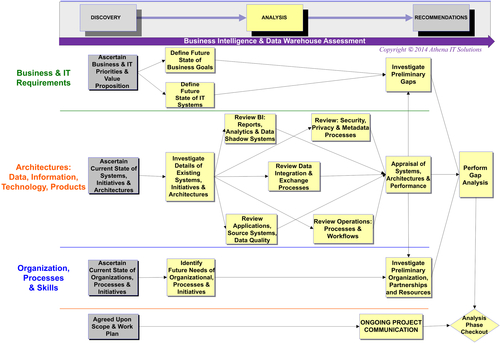 DISCOVERY
ANALYSIS
RECOMMENDATIONS
Business Intelligence & Data Warehouse Assessment
Copyright © 2014 Athena IT Solutions
Business & IT
Requirements
Ascertain
Business & IT
Priorities &
Value
Proposition
Define Future
State of
Business Goals
Define
Future
State of IT
Systems
Investigate
Preliminary
Gaps
Architectures:
Data, Information,
Technology, Products
Ascertain
Current State of
Systems,
Initiatives &
Architectures
Investigate
Details of
Existing
Systems,
Initiatives &
Architectures
Review BI:
Reports,
Analytics & Data
Shadow Systems
Review: Security,
Privacy & Metadata
Processes
Review Data
Integration &
Exchange
Processes
Review
Applications,
Source Systems,
Data Quality
Review Operations:
Processes &
Workflows
Appraisal of
Systems,
Architectures &
Performance
Perform
Gap
Analysis
Organization,
Processes
& Skills
Ascertain
Current State of
Organizations,
Processes &
Initiatives
Identify
Future Needs of
Organizational,
Processes &
Initiatives
Investigate
Preliminary
Organization,
Partnerships
and Resources
Agreed Upon
Scope & Work
Plan
ONGOING PROJECT
COMMUNICATION
Analysis
Phase
Checkout